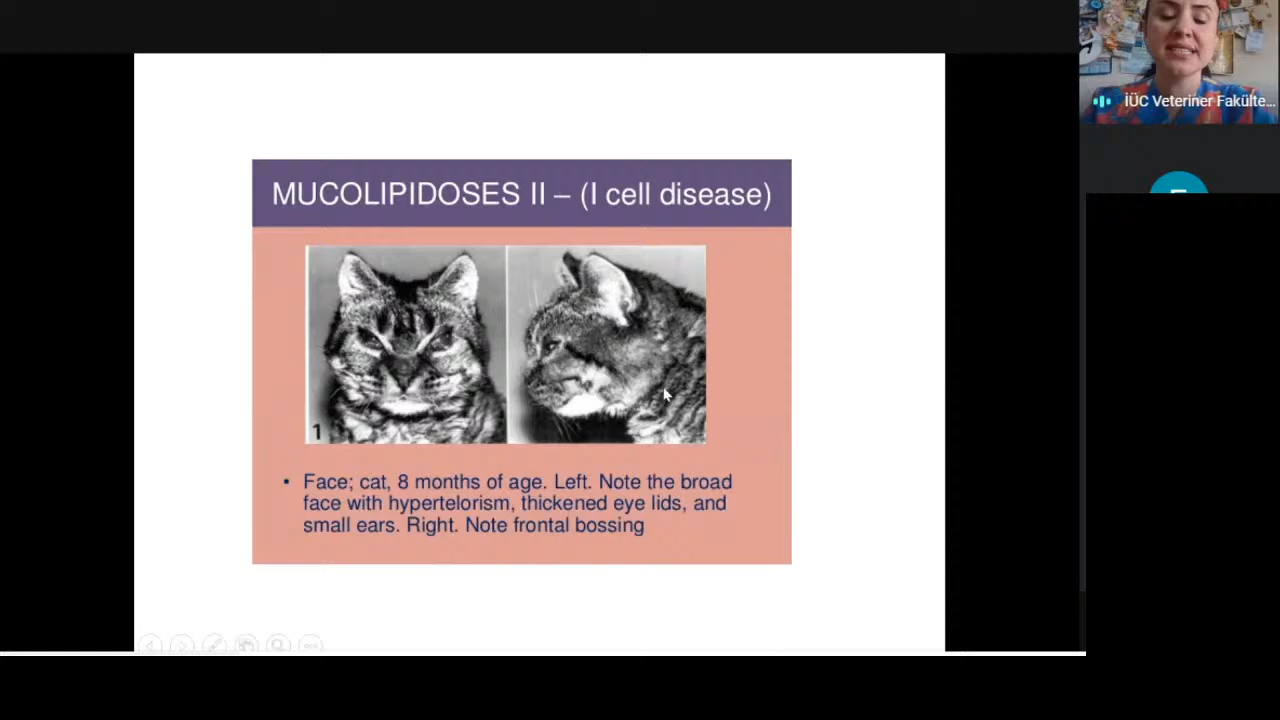 İÜC Veteriner Fakülte...
MUCOLIPIDOSES II – (I cell disease)
1
• Face; cat, 8 months of age. Left. Note the broad
face with hypertelorism, thickened eye lids, and
small ears. Right. Note frontal bossing